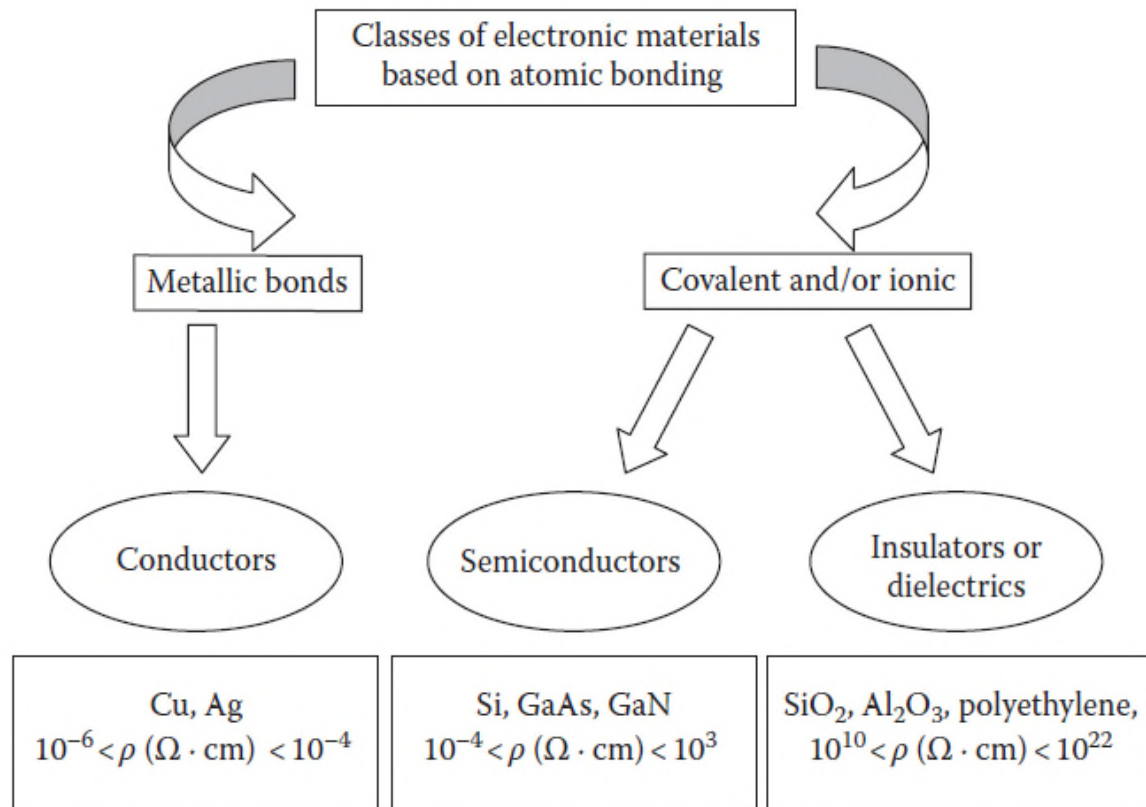 Classes of electronic materials
based on atomic bonding
Metallic bonds
Covalent and/or ionic
Conductors
Semiconductors
Insulators or
dielectrics
Cu, Ag
10⁻⁶ < ρ (Ω · cm) < 10⁻⁴
Si, GaAs, GaN
10⁻⁴ < ρ (Ω · cm) < 10³
SiO₂, Al₂O₃, polyethylene,
10¹⁰ < ρ (Ω · cm) < 10²²